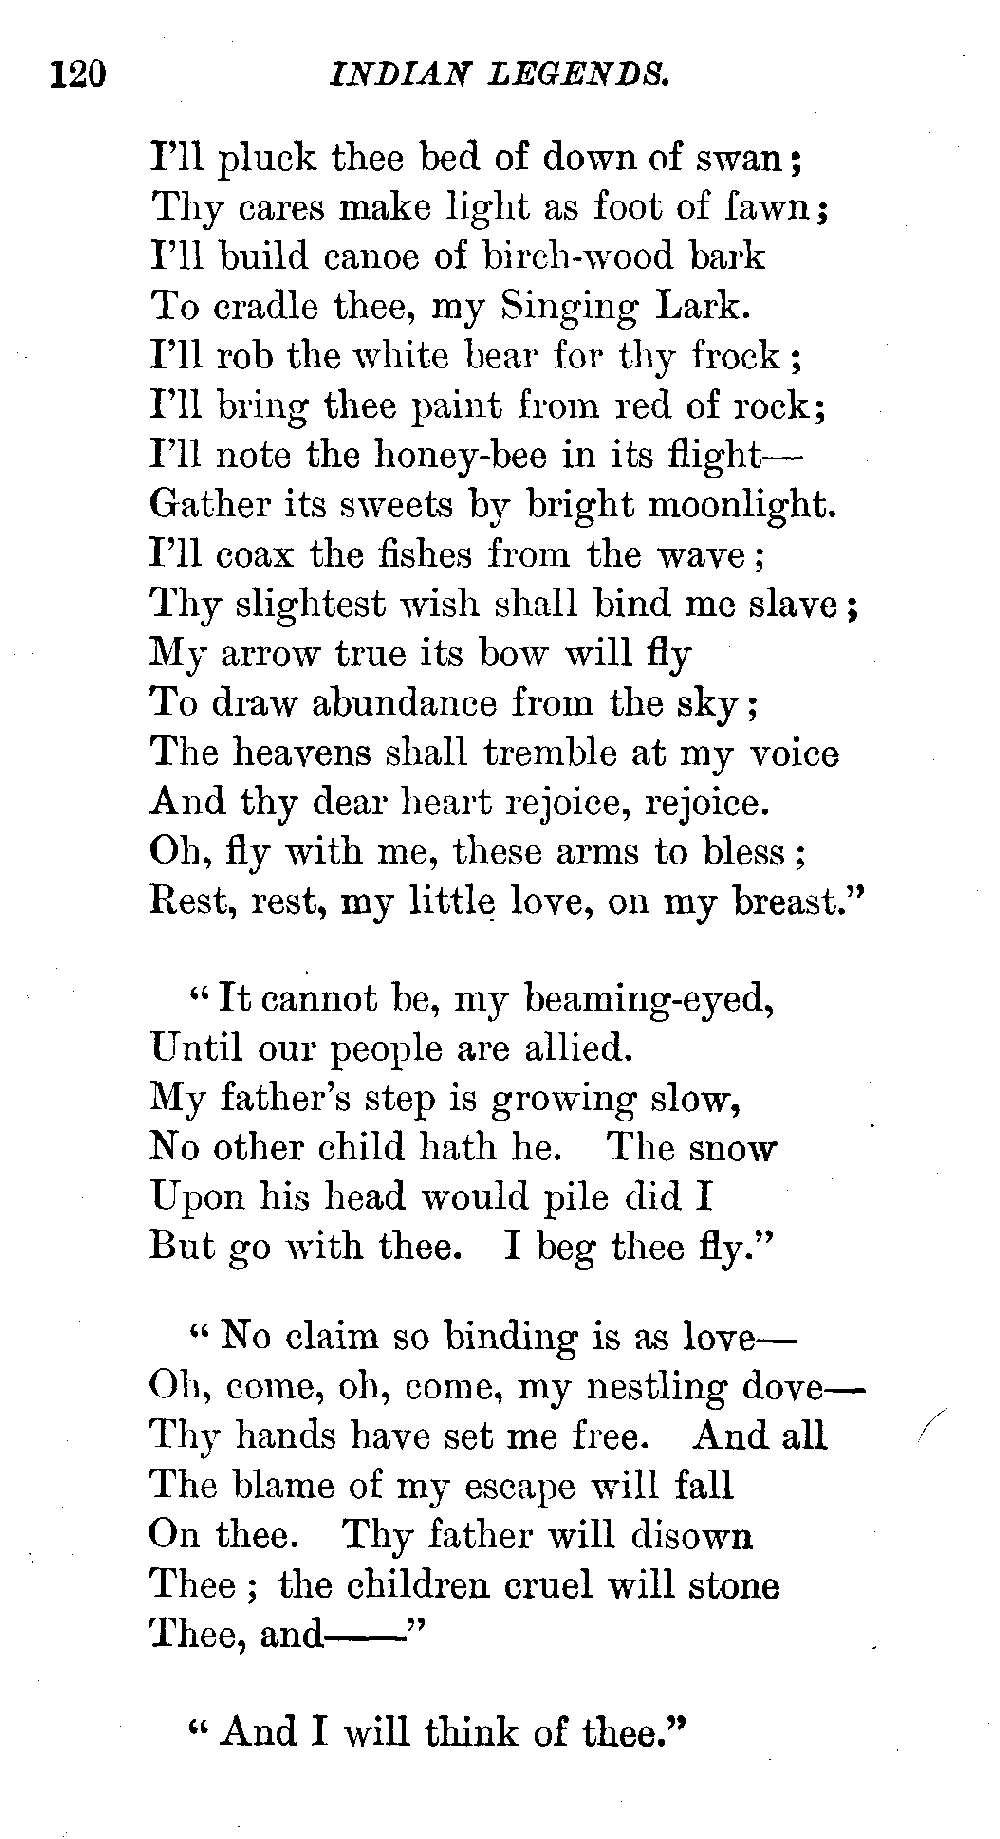 120 INDIAN LEGENDS.
I'll pluck thee bed of down of swan;
Thy cares make light as foot of fawn;
I'll build canoe of birch-wood bark
To cradle thee, my Singing Lark.
I'll rob the white bear for thy frock;
I'll bring thee paint from red of rock;
I'll note the honey-bee in its flight—
Gather its sweets by bright moonlight.
I'll coax the fishes from the wave;
Thy slightest wish shall bind me slave;
My arrow true its bow will fly
To draw abundance from the sky;
The heavens shall tremble at my voice
And thy dear heart rejoice, rejoice.
Oh, fly with me, these arms to bless;
Rest, rest, my little love, on my breast."
"It cannot be, my beaming-eyed,
Until our people are allied.
My father's step is growing slow,
No other child hath he. The snow
Upon his head would pile did I
But go with thee. I beg thee fly."
"No claim so binding is as love—
Oh, come, oh, come, my nestling dove—
Thy hands have set me free. And all
The blame of my escape will fall
On thee. Thy father will disown
Thee; the children cruel will stone
Thee, and——"
"And I will think of thee."